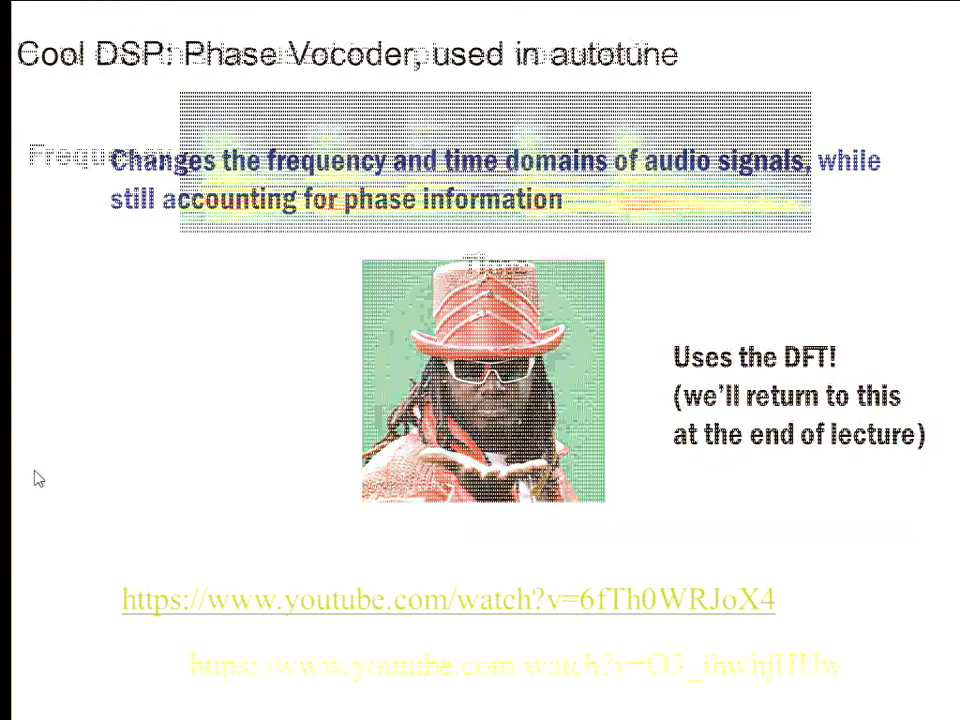 Cool DSP: Phase Vocoder, used in autotune
Frequency
Changes the frequency and time domains of audio signals, while
still accounting for phase information
Time
Uses the DFT!
(we'll return to this
at the end of lecture)
https://www.youtube.com/watch?v=6fTh0WRJoX4